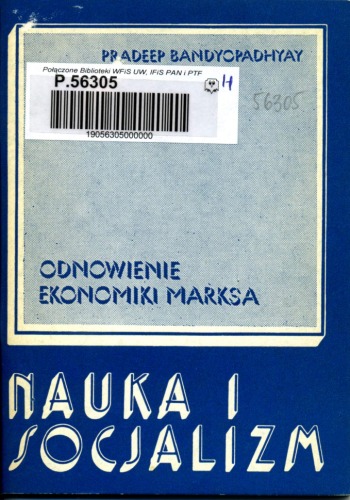 PRADEEP BANDYOPADHYAY
Połączone Biblioteki WFiS UW, IFiS PAN i PTF
P.56305
19056305000000
H
56305
ODNOWIENIE
EKONOMIKI MARKSA
NAUKA I
SOCJALIZM